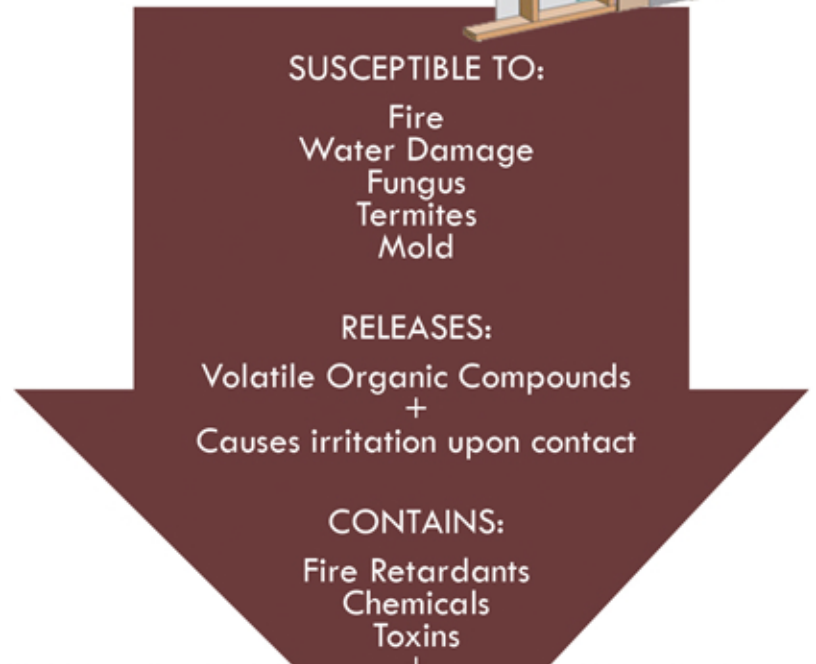 SUSCEPTIBLE TO:
Fire
Water Damage
Fungus
Termites
Mold
RELEASES:
Volatile Organic Compounds
+
Causes irritation upon contact
CONTAINS:
Fire Retardants
Chemicals
Toxins